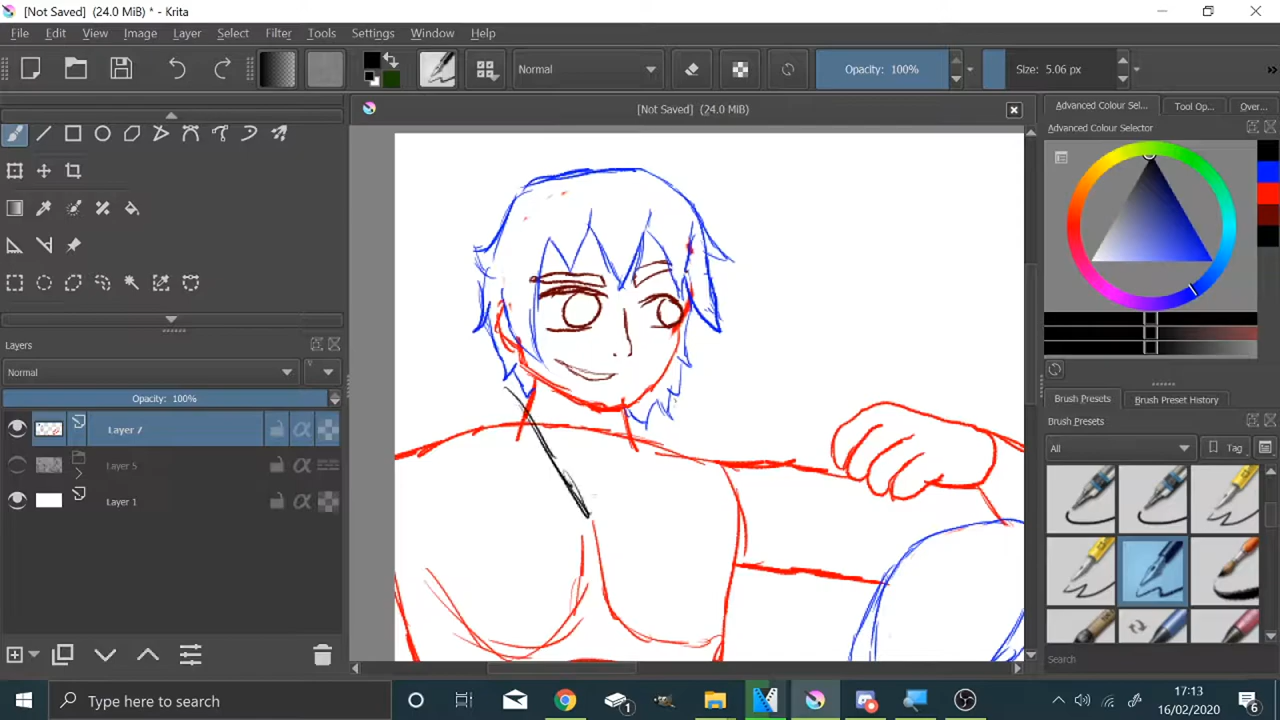 [Not Saved] (24.0 MiB) * - Krita
File Edit View Image Layer Select Filter Tools Settings Window Help
Normal
Opacity: 100%
Size: 5.06 px
[Not Saved] (24.0 MiB)
Advanced Colour Sel...
Tool Op...
Over...
Advanced Colour Selector
Layers
Normal
Opacity: 100%
Layer 7
Layer 5
Layer 1
Brush Presets
Brush Preset History
Brush Presets
All
Tag
Search
Type here to search
1
17:13
16/02/2020
6